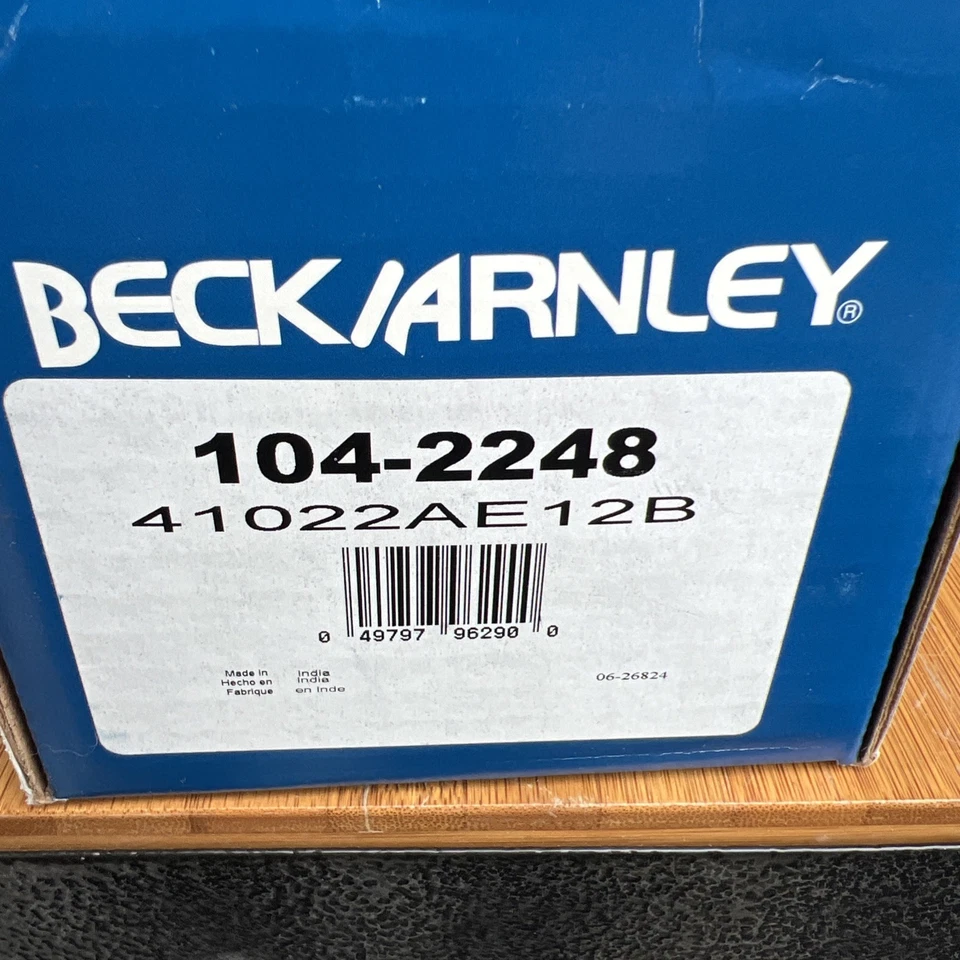 BECK/ARNLEY®
104-2248
41022AE12B
0 49797 96290 0
Made in India
Hecho en India
Fabrique en Inde
06-26824